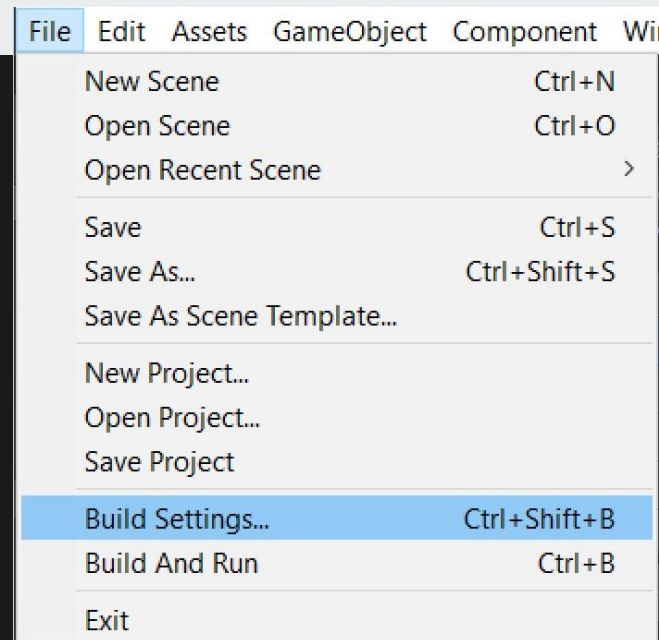 File Edit Assets GameObject Component
New Scene Ctrl+N
Open Scene Ctrl+O
Open Recent Scene
Save Ctrl+S
Save As... Ctrl+Shift+S
Save As Scene Template...
New Project...
Open Project...
Save Project
Build Settings... Ctrl+Shift+B
Build And Run Ctrl+B
Exit